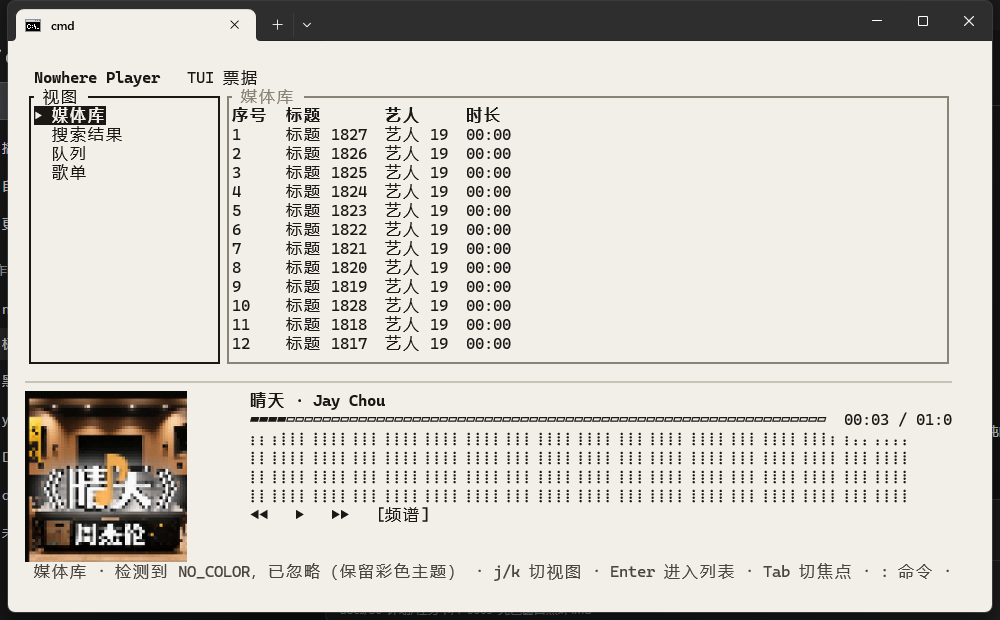 cmd
Nowhere Player TUI 票据
视图
媒体库
搜索结果
队列
歌单
媒体库
序号 标题 艺人 时长
1 标题 1827 艺人 19 00:00
2 标题 1826 艺人 19 00:00
3 标题 1825 艺人 19 00:00
4 标题 1824 艺人 19 00:00
5 标题 1823 艺人 19 00:00
6 标题 1822 艺人 19 00:00
7 标题 1821 艺人 19 00:00
8 标题 1820 艺人 19 00:00
9 标题 1819 艺人 19 00:00
10 标题 1828 艺人 19 00:00
11 标题 1818 艺人 19 00:00
12 标题 1817 艺人 19 00:00
《晴天》
周杰伦
晴天 · Jay Chou
00:03 / 01:0
[频谱]
媒体库 · 检测到 NO_COLOR，已忽略（保留彩色主题） · j/k 切视图 · Enter 进入列表 · Tab 切焦点 · : 命令 ·